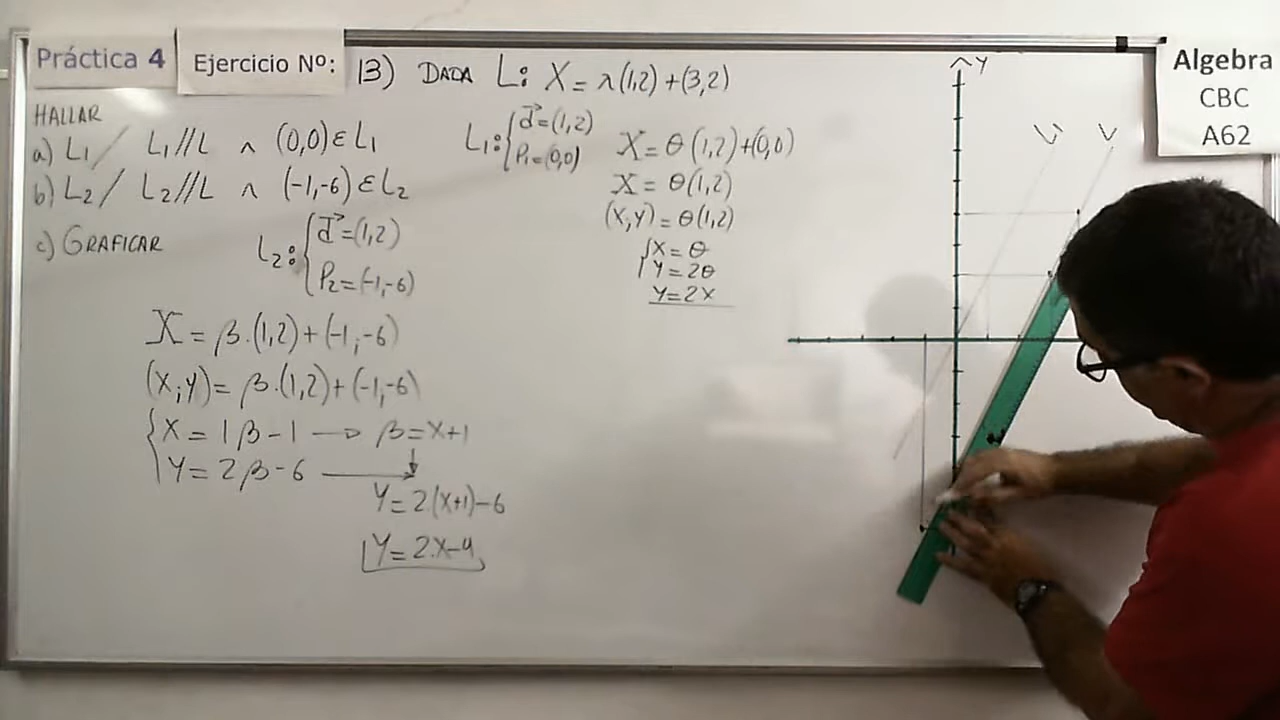 Práctica 4
Ejercicio Nº: 13) DADA L: X = λ(1,2) + (3,2)
Algebra
CBC
A62
HALLAR
a) L1 / L1 // L ∧ (0,0) ε L1
b) L2 / L2 // L ∧ (-1,-6) ε L2
c) GRAFICAR
L1: { d⃗ = (1,2)
P1 = (0,0)
X = θ(1,2) + (0,0)
X = θ(1,2)
(X,Y) = θ(1,2)
{ X = θ
Y = 2θ
Y = 2X
L2: { d⃗ = (1,2)
P2 = (-1,-6)
X = β.(1,2) + (-1,-6)
(X;Y) = β.(1,2) + (-1,-6)
{ X = 1β - 1 → β = X+1
Y = 2β - 6 →
Y = 2.(X+1) - 6
Y = 2.X - 4
Y
L1
L